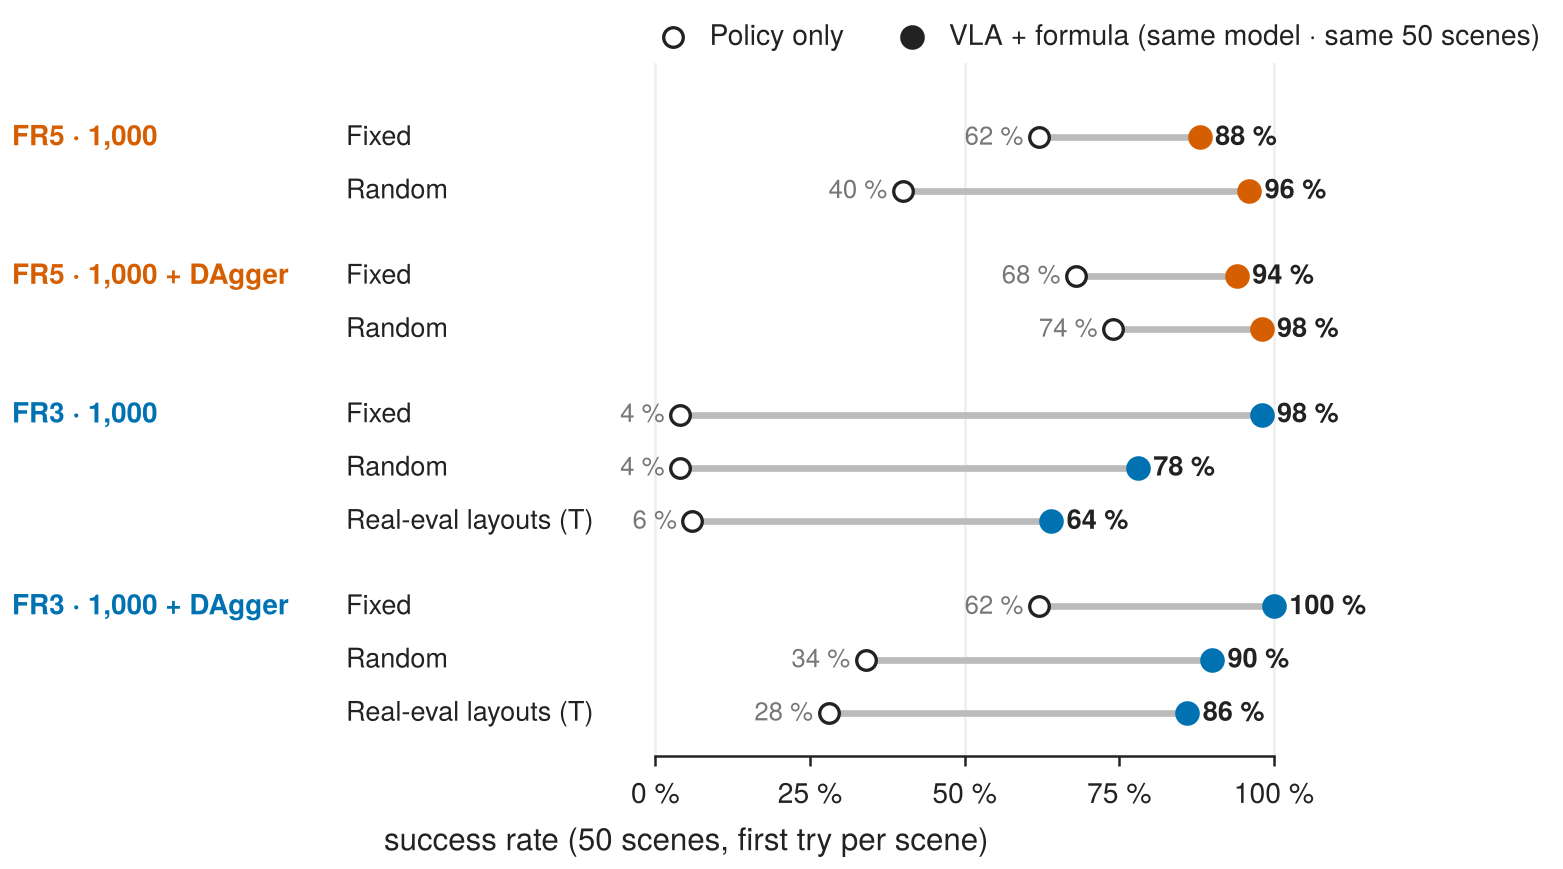 Policy only VLA + formula (same model · same 50 scenes)
FR5 · 1,000 Fixed 62 % 88 %
Random 40 % 96 %
FR5 · 1,000 + DAgger Fixed 68 % 94 %
Random 74 % 98 %
FR3 · 1,000 Fixed 4 % 98 %
Random 4 % 78 %
Real-eval layouts (T) 6 % 64 %
FR3 · 1,000 + DAgger Fixed 62 % 100 %
Random 34 % 90 %
Real-eval layouts (T) 28 % 86 %
0 % 25 % 50 % 75 % 100 %
success rate (50 scenes, first try per scene)